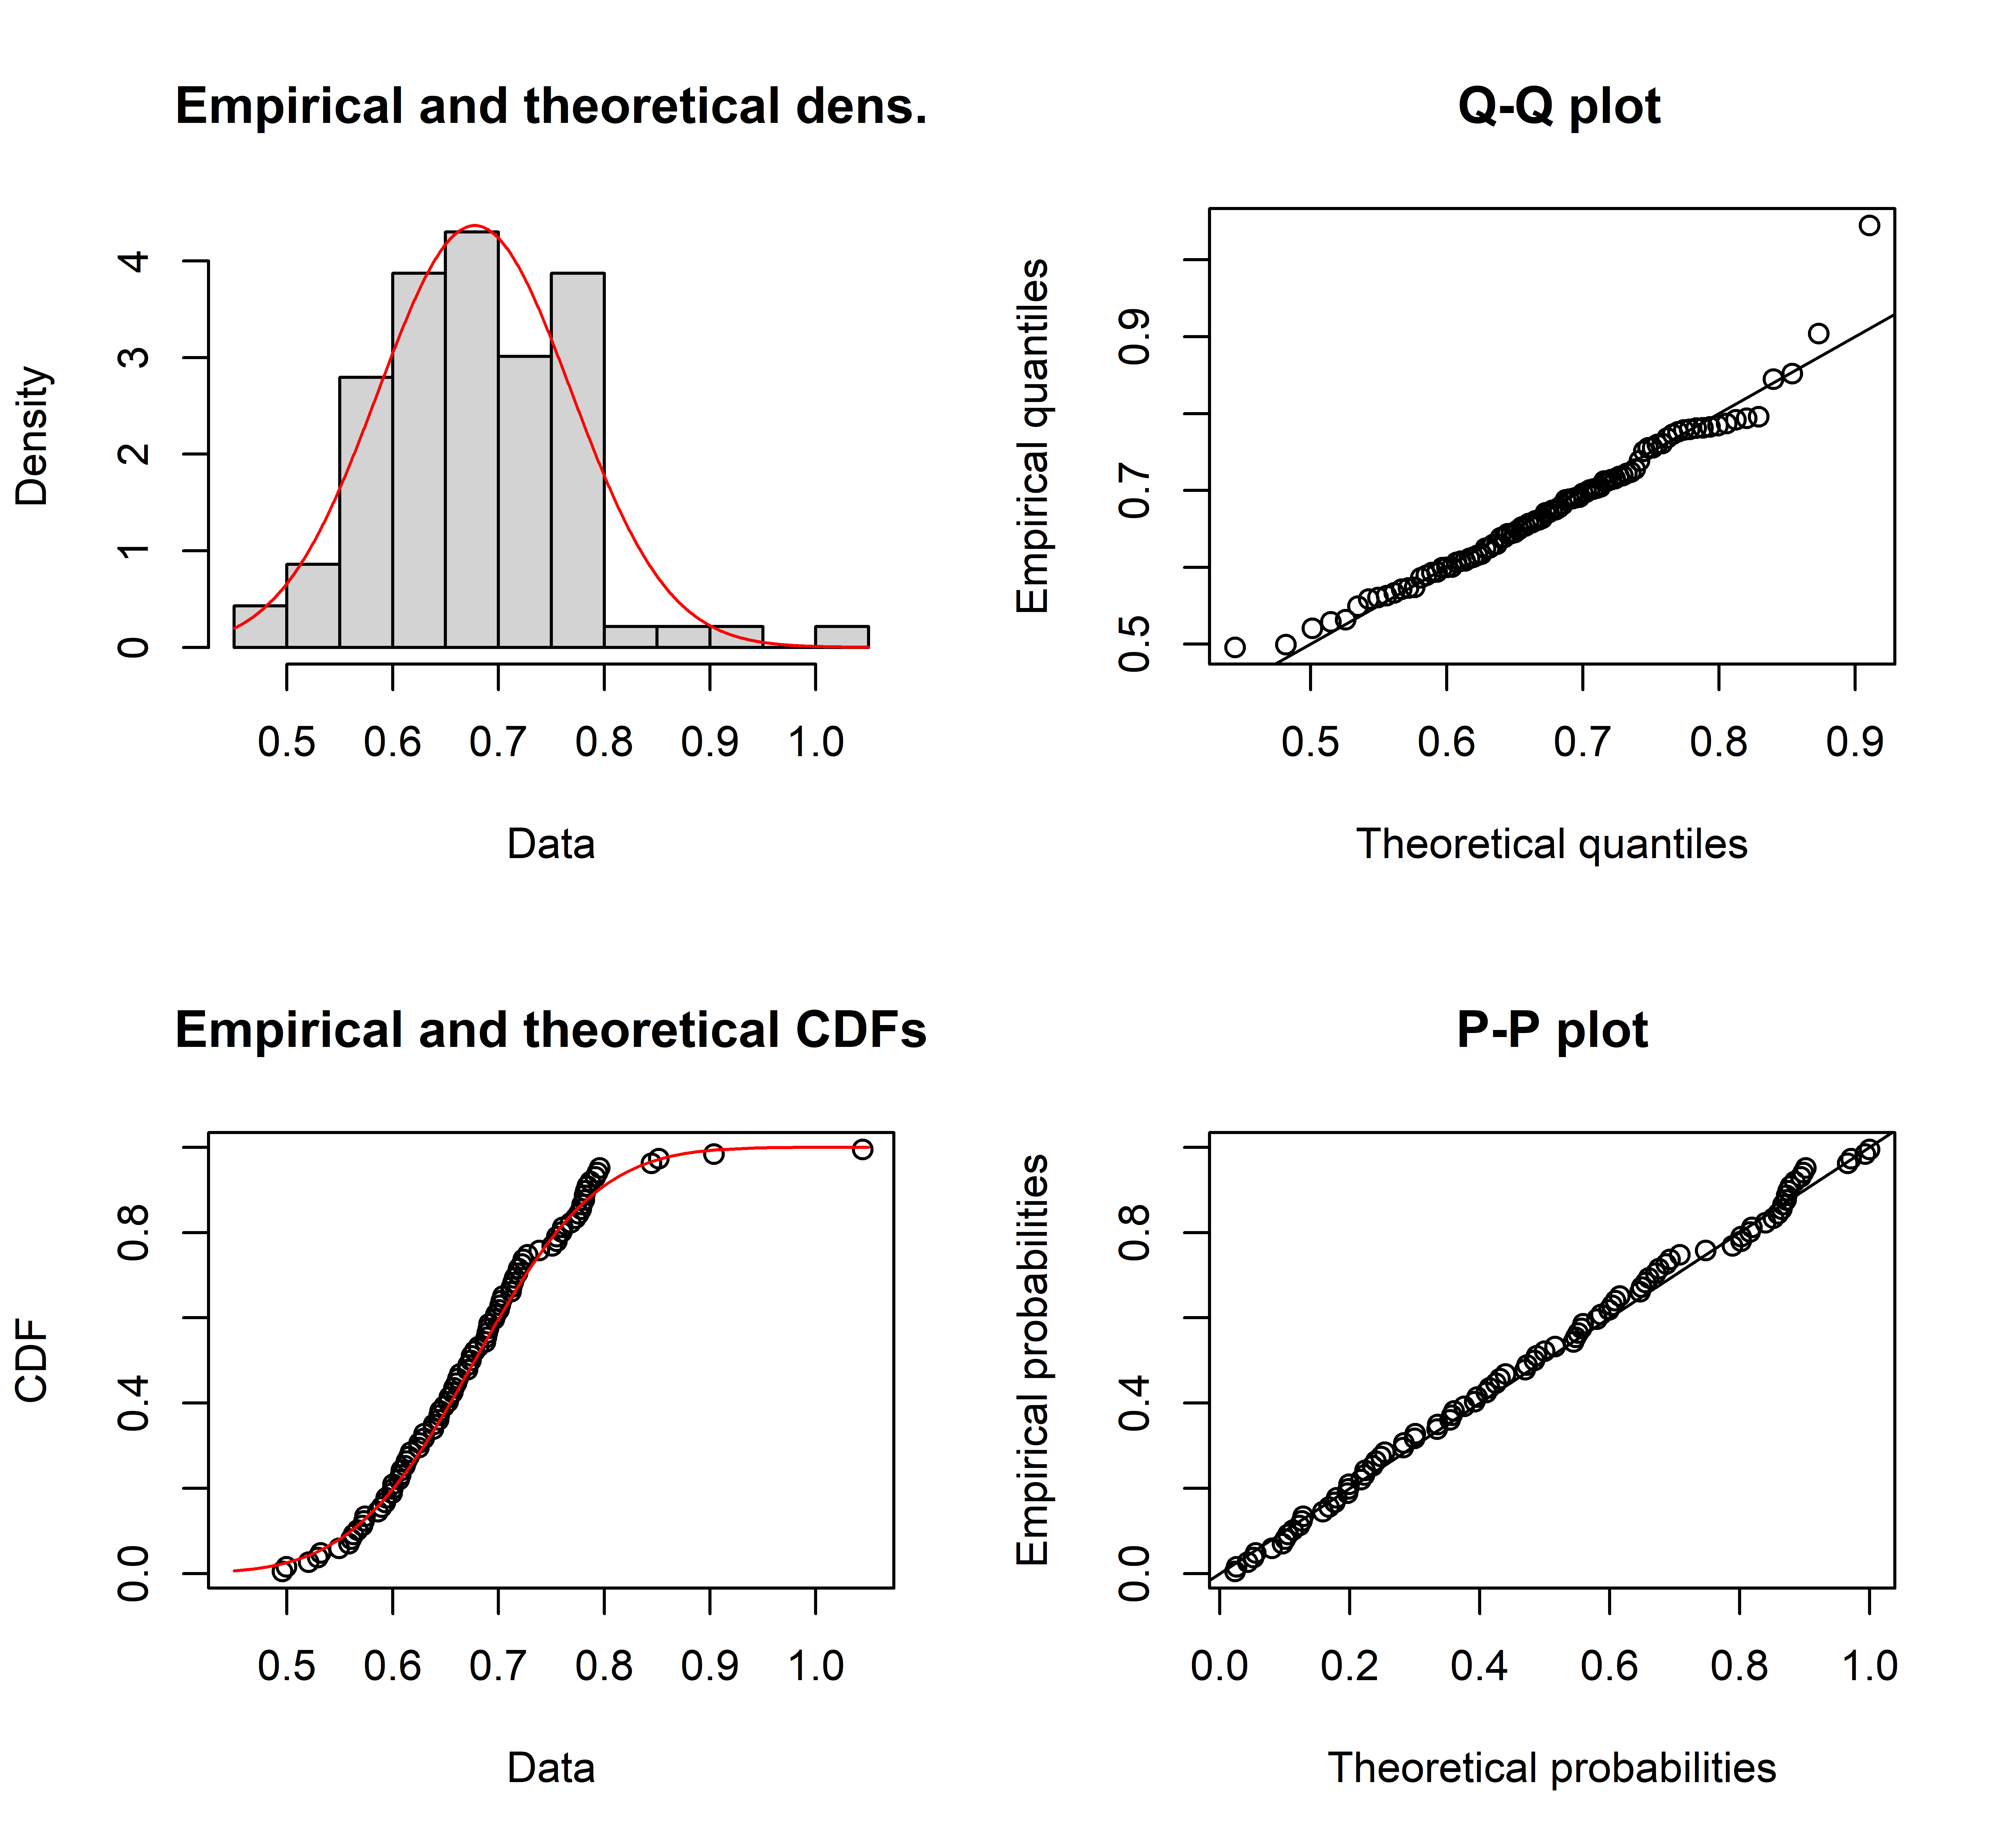 Empirical and theoretical dens.
Density
0 1 2 3 4
0.5 0.6 0.7 0.8 0.9 1.0
Data
Q-Q plot
Empirical quantiles
0.5 0.7 0.9
0.5 0.6 0.7 0.8 0.9
Theoretical quantiles
Empirical and theoretical CDFs
CDF
0.0 0.4 0.8
0.5 0.6 0.7 0.8 0.9 1.0
Data
P-P plot
Empirical probabilities
0.0 0.4 0.8
0.0 0.2 0.4 0.6 0.8 1.0
Theoretical probabilities